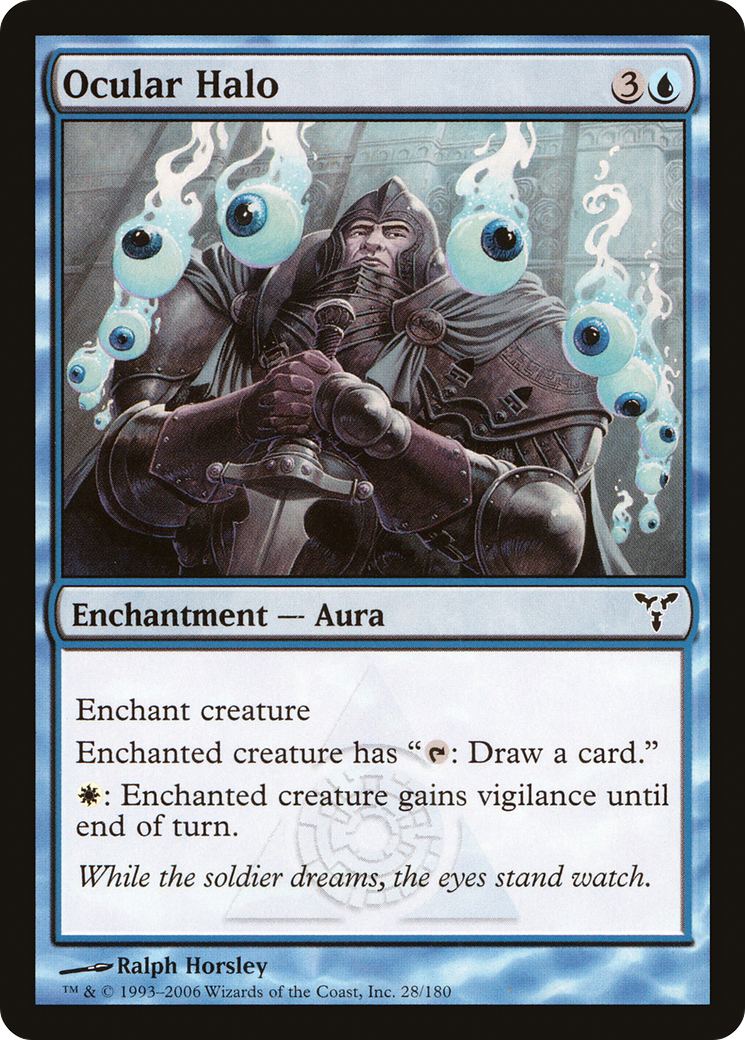 Ocular Halo 3
Enchantment — Aura
Enchant creature
Enchanted creature has “: Draw a card.”
: Enchanted creature gains vigilance until
end of turn.
While the soldier dreams, the eyes stand watch.
Ralph Horsley
™ & © 1993–2006 Wizards of the Coast, Inc. 28/180